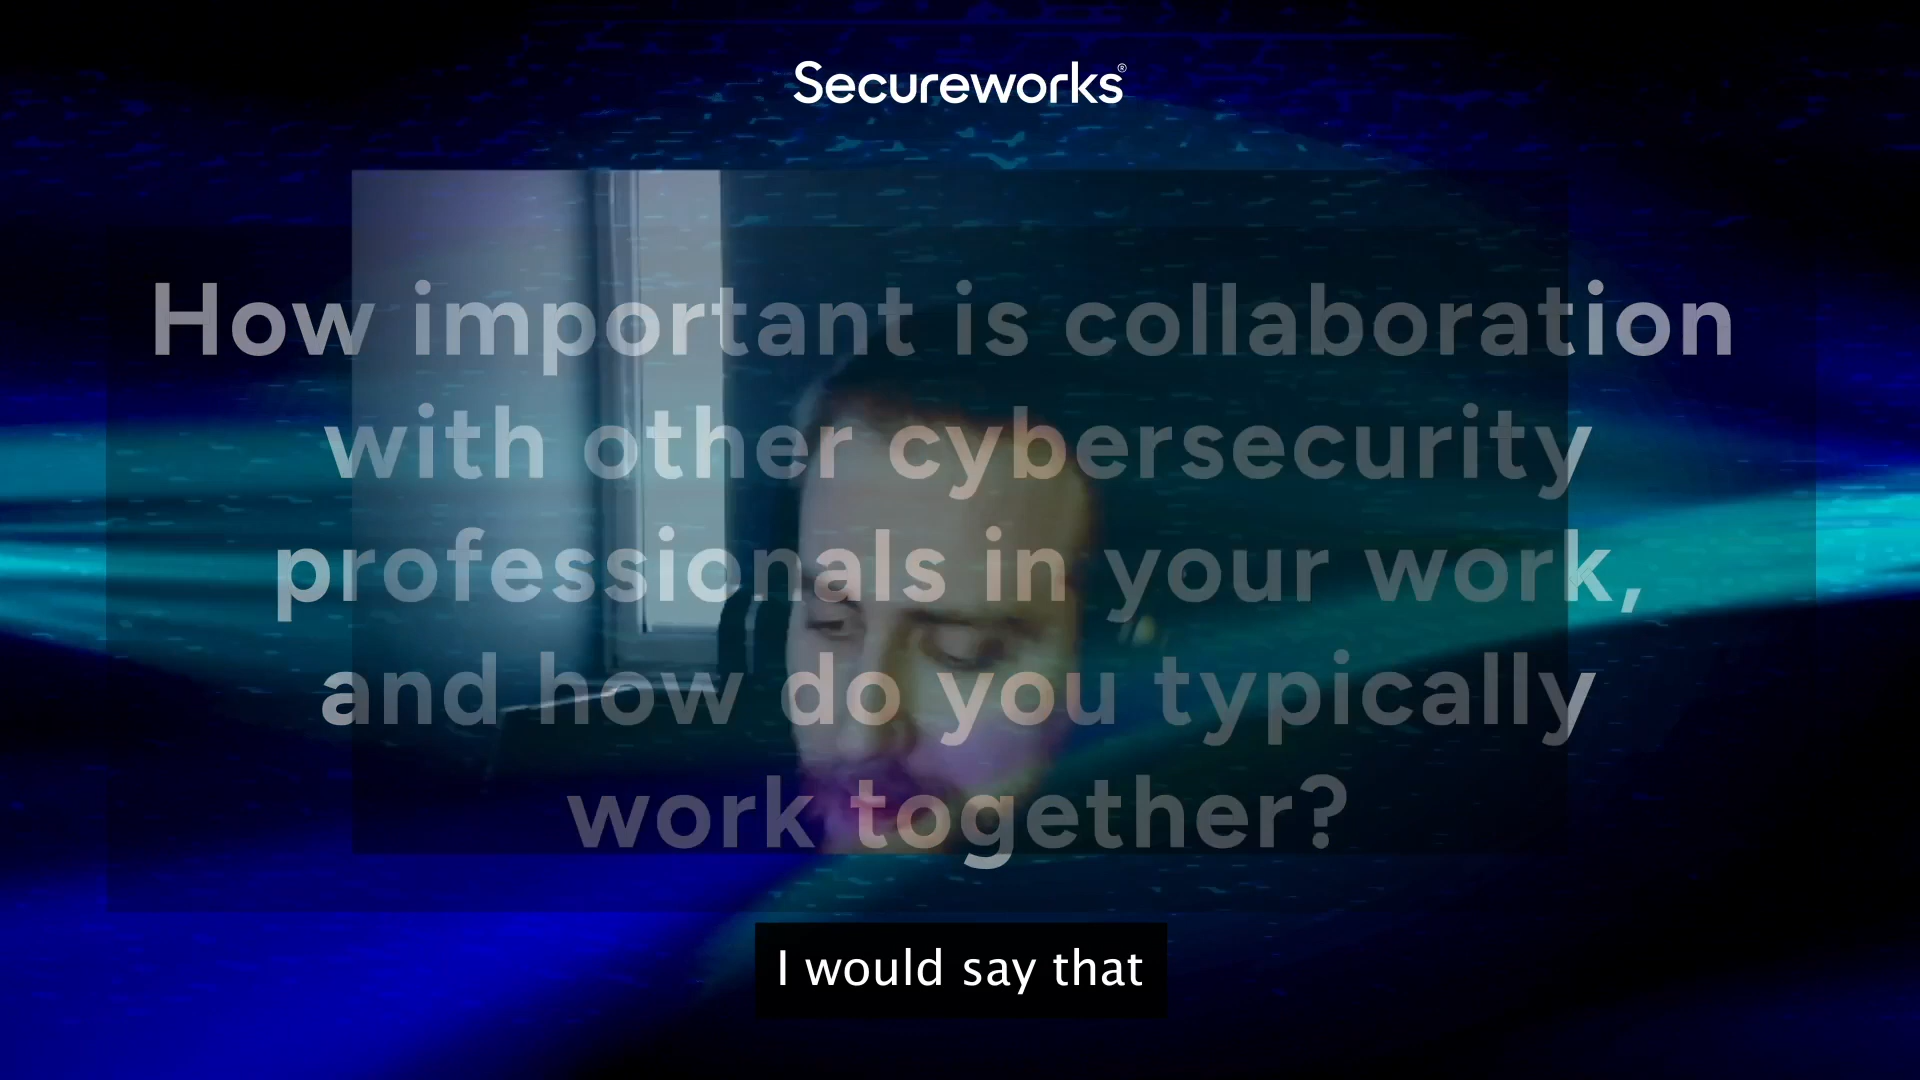 Secureworks®
How important is collaboration
with other cybersecurity
professionals in your work,
and how do you typically
work together?
I would say that